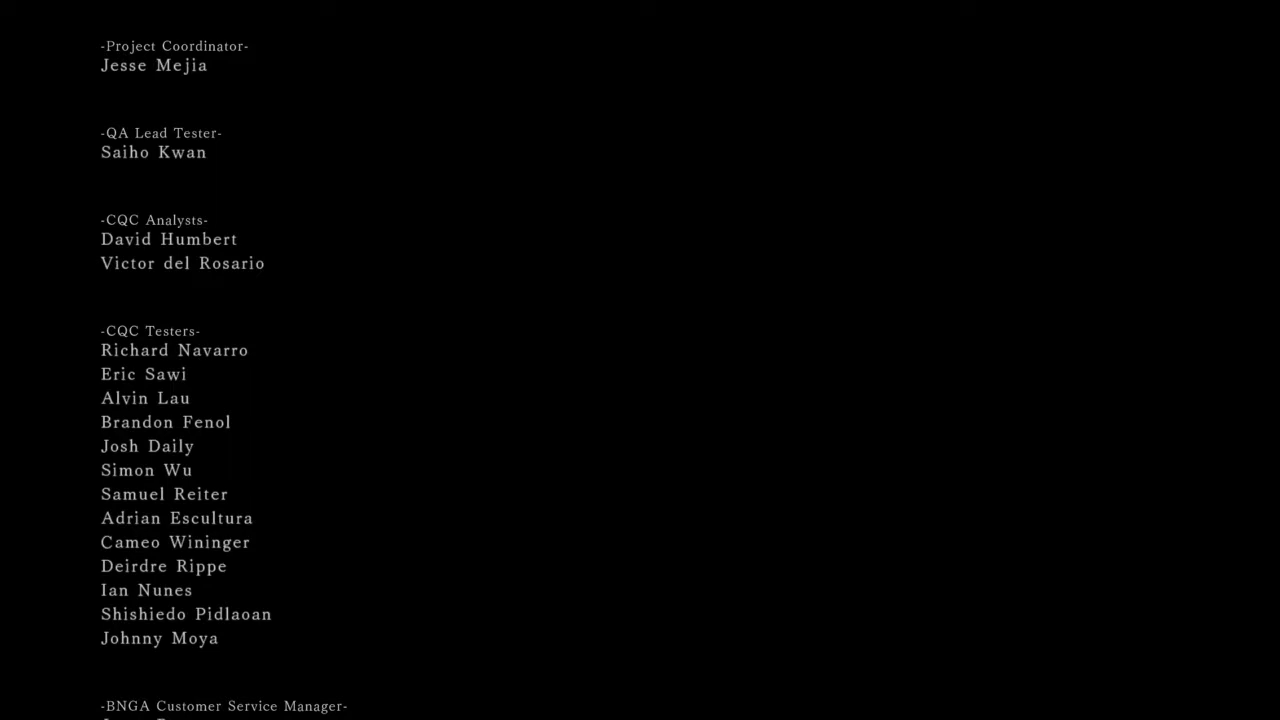 -Project Coordinator-
Jesse Mejia
-QA Lead Tester-
Saiho Kwan
-CQC Analysts-
David Humbert
Victor del Rosario
-CQC Testers-
Richard Navarro
Eric Sawi
Alvin Lau
Brandon Fenol
Josh Daily
Simon Wu
Samuel Reiter
Adrian Escultura
Cameo Wininger
Deirdre Rippe
Ian Nunes
Shishiedo Pidlaoan
Johnny Moya
-BNGA Customer Service Manager-